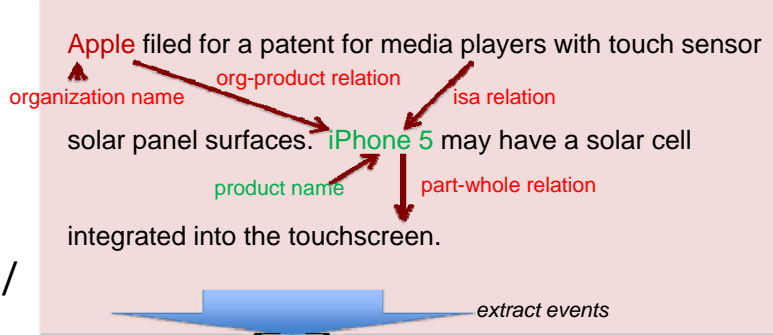 Apple filed for a patent for media players with touch sensor
org-product relation
organization name
isa relation
solar panel surfaces. iPhone 5 may have a solar cell
product name
part-whole relation
integrated into the touchscreen.
/
extract events